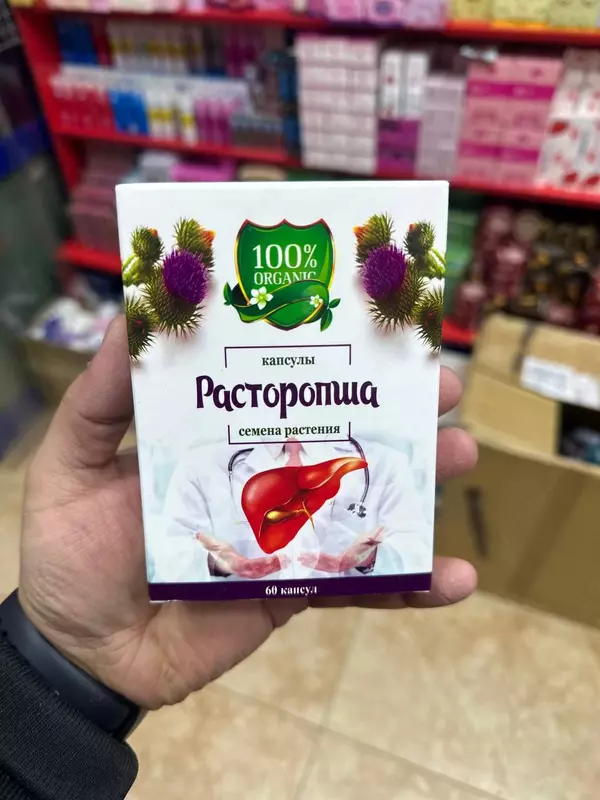 100%
ORGANIC
капсулы
Расторопша
семена растения
60 капсул